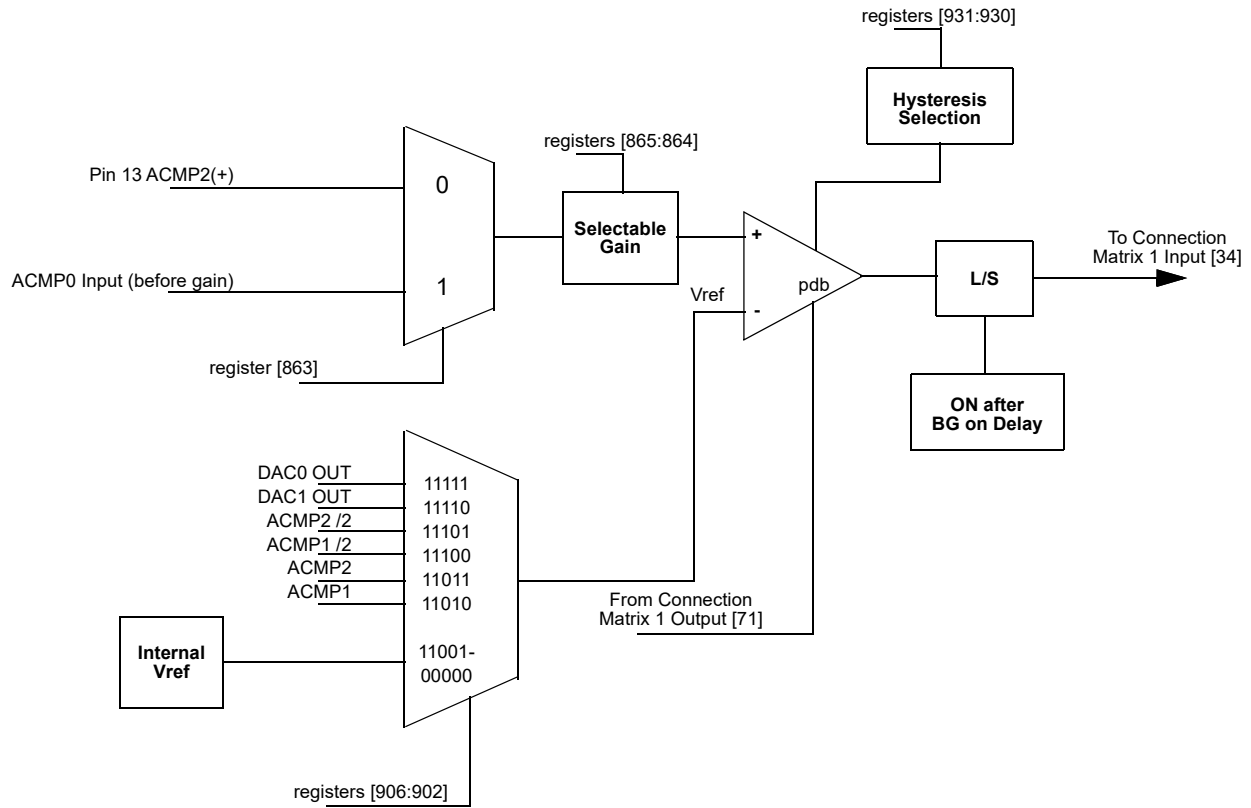 registers [931:930]
Hysteresis
Selection
registers [865:864]
Pin 13 ACMP2(+)
0
Selectable
Gain
+
To Connection
Matrix 1 Input [34]
ACMP0 Input (before gain)
1
Vref
pdb
-
L/S
register [863]
ON after
BG on Delay
DAC0 OUT
11111
DAC1 OUT
11110
ACMP2 /2
11101
ACMP1 /2
11100
ACMP2
11011
ACMP1
11010
From Connection
Matrix 1 Output [71]
Internal
Vref
11001-
00000
registers [906:902]